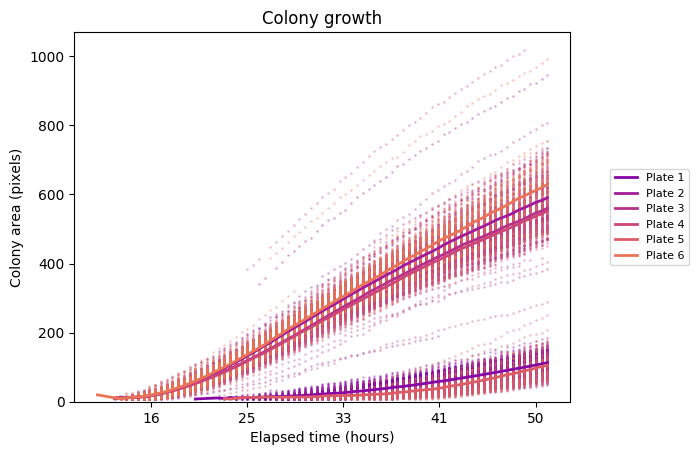 Colony growth
Colony area (pixels)
1000
800
600
400
200
0
16
25
33
41
50
Elapsed time (hours)
Plate 1
Plate 2
Plate 3
Plate 4
Plate 5
Plate 6